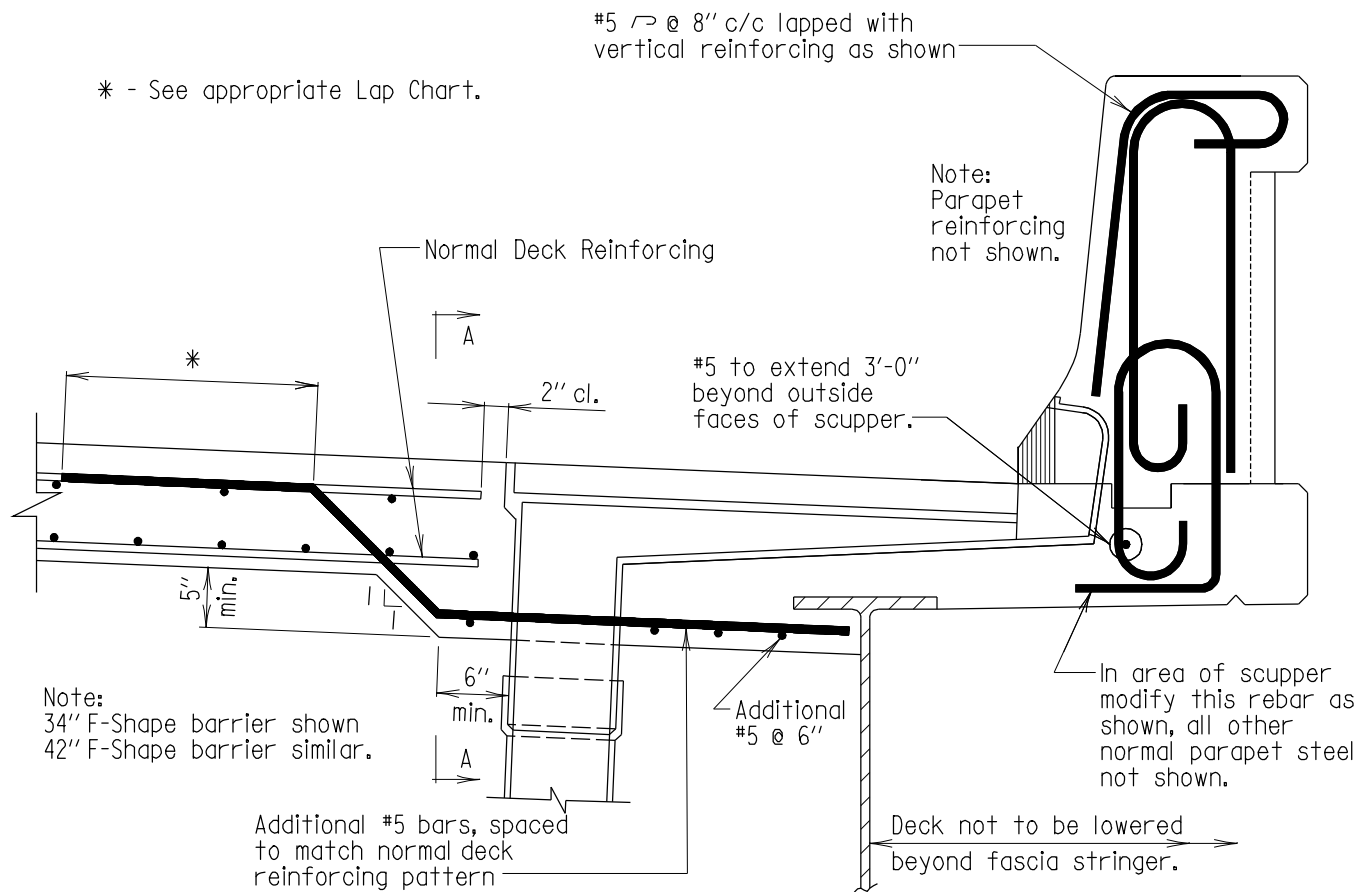 #5 @ 8" c/c lapped with
vertical reinforcing as shown
* - See appropriate Lap Chart.
Note:
Parapet
reinforcing
not shown.
Normal Deck Reinforcing
A
*
2" cl.
#5 to extend 3'-0"
beyond outside
faces of scupper.
5"
min.
1
1
6"
min.
Note:
34" F-Shape barrier shown
42" F-Shape barrier similar.
A
Additional
#5 @ 6"
In area of scupper
modify this rebar as
shown, all other
normal parapet steel
not shown.
Additional #5 bars, spaced
to match normal deck
reinforcing pattern
Deck not to be lowered
beyond fascia stringer.